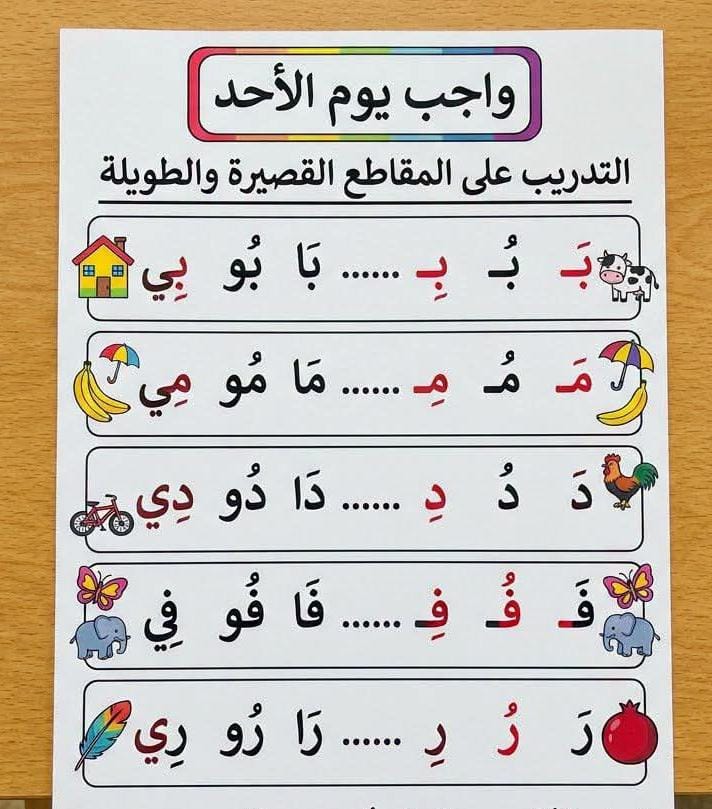 واجب يوم الأحد
التدريب على المقاطع القصيرة والطويلة
بَـ بُـ بِـ ...... بَا بُو بِي
مَـ مُـ مِـ ...... مَا مُو مِي
دَ دُ دِ ...... دَا دُو دِي
فَـ فُـ فِـ ...... فَا فُو فِي
رَ رُ رِ ...... رَا رُو رِي